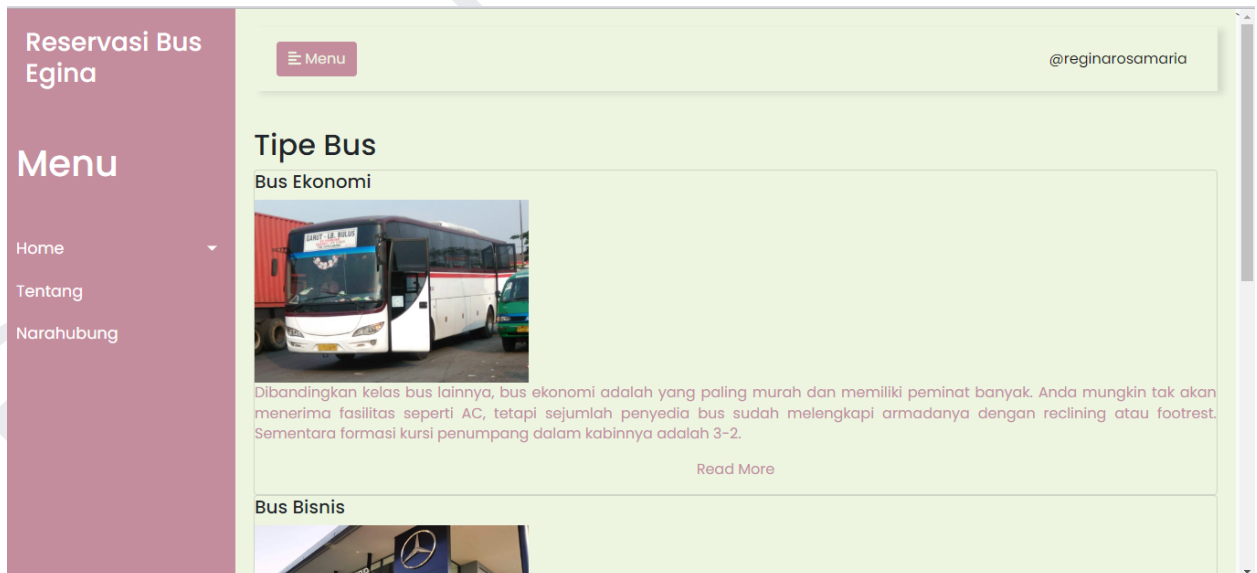 Reservasi Bus
Egina
Menu
Home
Tentang
Narahubung
Menu
@reginarosamaria
Tipe Bus
Bus Ekonomi
GARUT - LB. BULUS
Dibandingkan kelas bus lainnya, bus ekonomi adalah yang paling murah dan memiliki peminat banyak. Anda mungkin tak akan
menerima fasilitas seperti AC, tetapi sejumlah penyedia bus sudah melengkapi armadanya dengan reclining atau footrest.
Sementara formasi kursi penumpang dalam kabinnya adalah 3-2.
Read More
Bus Bisnis